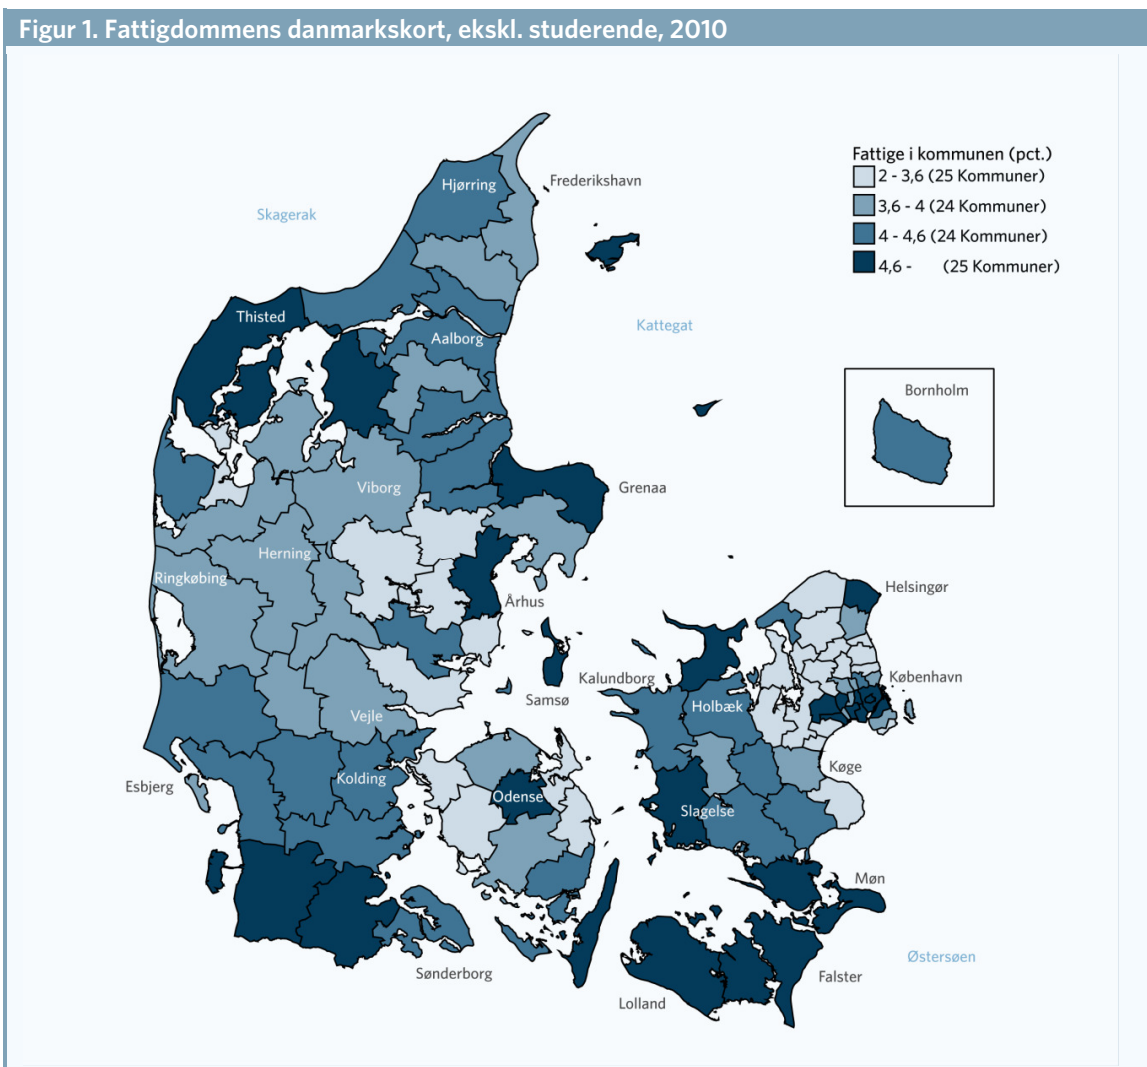 Figur 1. Fattigdommens danmarkskort, ekskl. studerende, 2010
Fattige i kommunen (pct.)
2 - 3,6 (25 Kommuner)
3,6 - 4 (24 Kommuner)
4 - 4,6 (24 Kommuner)
4,6 - (25 Kommuner)
Hjørring
Frederikshavn
Skagerak
Thisted
Kattegat
Aalborg
Bornholm
Viborg
Grenaa
Herning
Ringkøbing
Helsingør
Århus
Kalundborg
København
Samsø
Holbæk
Vejle
Køge
Kolding
Esbjerg
Odense
Slagelse
Møn
Østersøen
Sønderborg
Falster
Lolland